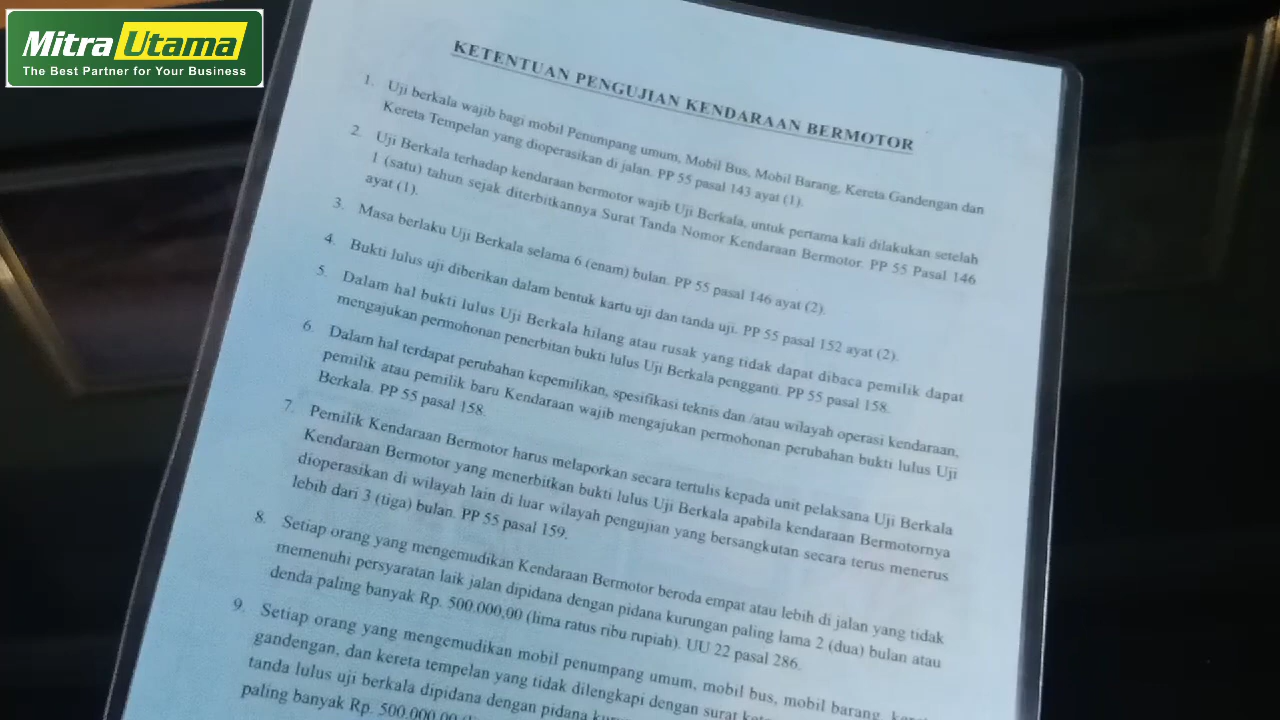 Mitra Utama
The Best Partner for Your Business
KETENTUAN PENGUJIAN KENDARAAN BERMOTOR
1. Uji berkala wajib bagi mobil Penumpang umum, Mobil Bus, Mobil Barang, Kereta Gandengan dan
Kereta Tempelan yang dioperasikan di jalan. PP 55 pasal 143 ayat (1).
2. Uji Berkala terhadap kendaraan bermotor wajib Uji Berkala, untuk pertama kali dilakukan setelah
1 (satu) tahun sejak diterbitkannya Surat Tanda Nomor Kendaraan Bermotor. PP 55 Pasal 146
ayat (1).
3. Masa berlaku Uji Berkala selama 6 (enam) bulan. PP 55 pasal 146 ayat (2).
4. Bukti lulus uji diberikan dalam bentuk kartu uji dan tanda uji. PP 55 pasal 152 ayat (2).
5. Dalam hal bukti lulus Uji Berkala hilang atau rusak yang tidak dapat dibaca pemilik dapat
mengajukan permohonan penerbitan bukti lulus Uji Berkala pengganti. PP 55 pasal 158.
6. Dalam hal terdapat perubahan kepemilikan, spesifikasi teknis dan /atau wilayah operasi kendaraan,
pemilik atau pemilik baru Kendaraan wajib mengajukan permohonan perubahan bukti lulus Uji
Berkala. PP 55 pasal 158.
7. Pemilik Kendaraan Bermotor harus melaporkan secara tertulis kepada unit pelaksana Uji Berkala
Kendaraan Bermotor yang menerbitkan bukti lulus Uji Berkala apabila kendaraan Bermotornya
dioperasikan di wilayah lain di luar wilayah pengujian yang bersangkutan secara terus menerus
lebih dari 3 (tiga) bulan. PP 55 pasal 159.
8. Setiap orang yang mengemudikan Kendaraan Bermotor beroda empat atau lebih di jalan yang tidak
memenuhi persyaratan laik jalan dipidana dengan pidana kurungan paling lama 2 (dua) bulan atau
denda paling banyak Rp. 500.000,00 (lima ratus ribu rupiah). UU 22 pasal 286.
9. Setiap orang yang mengemudikan mobil penumpang umum, mobil bus, mobil barang,
gandengan, dan kereta tempelan yang tidak dilengkapi dengan surat
tanda lulus uji berkala dipidana dengan pidana
paling banyak Rp. 500.000,00